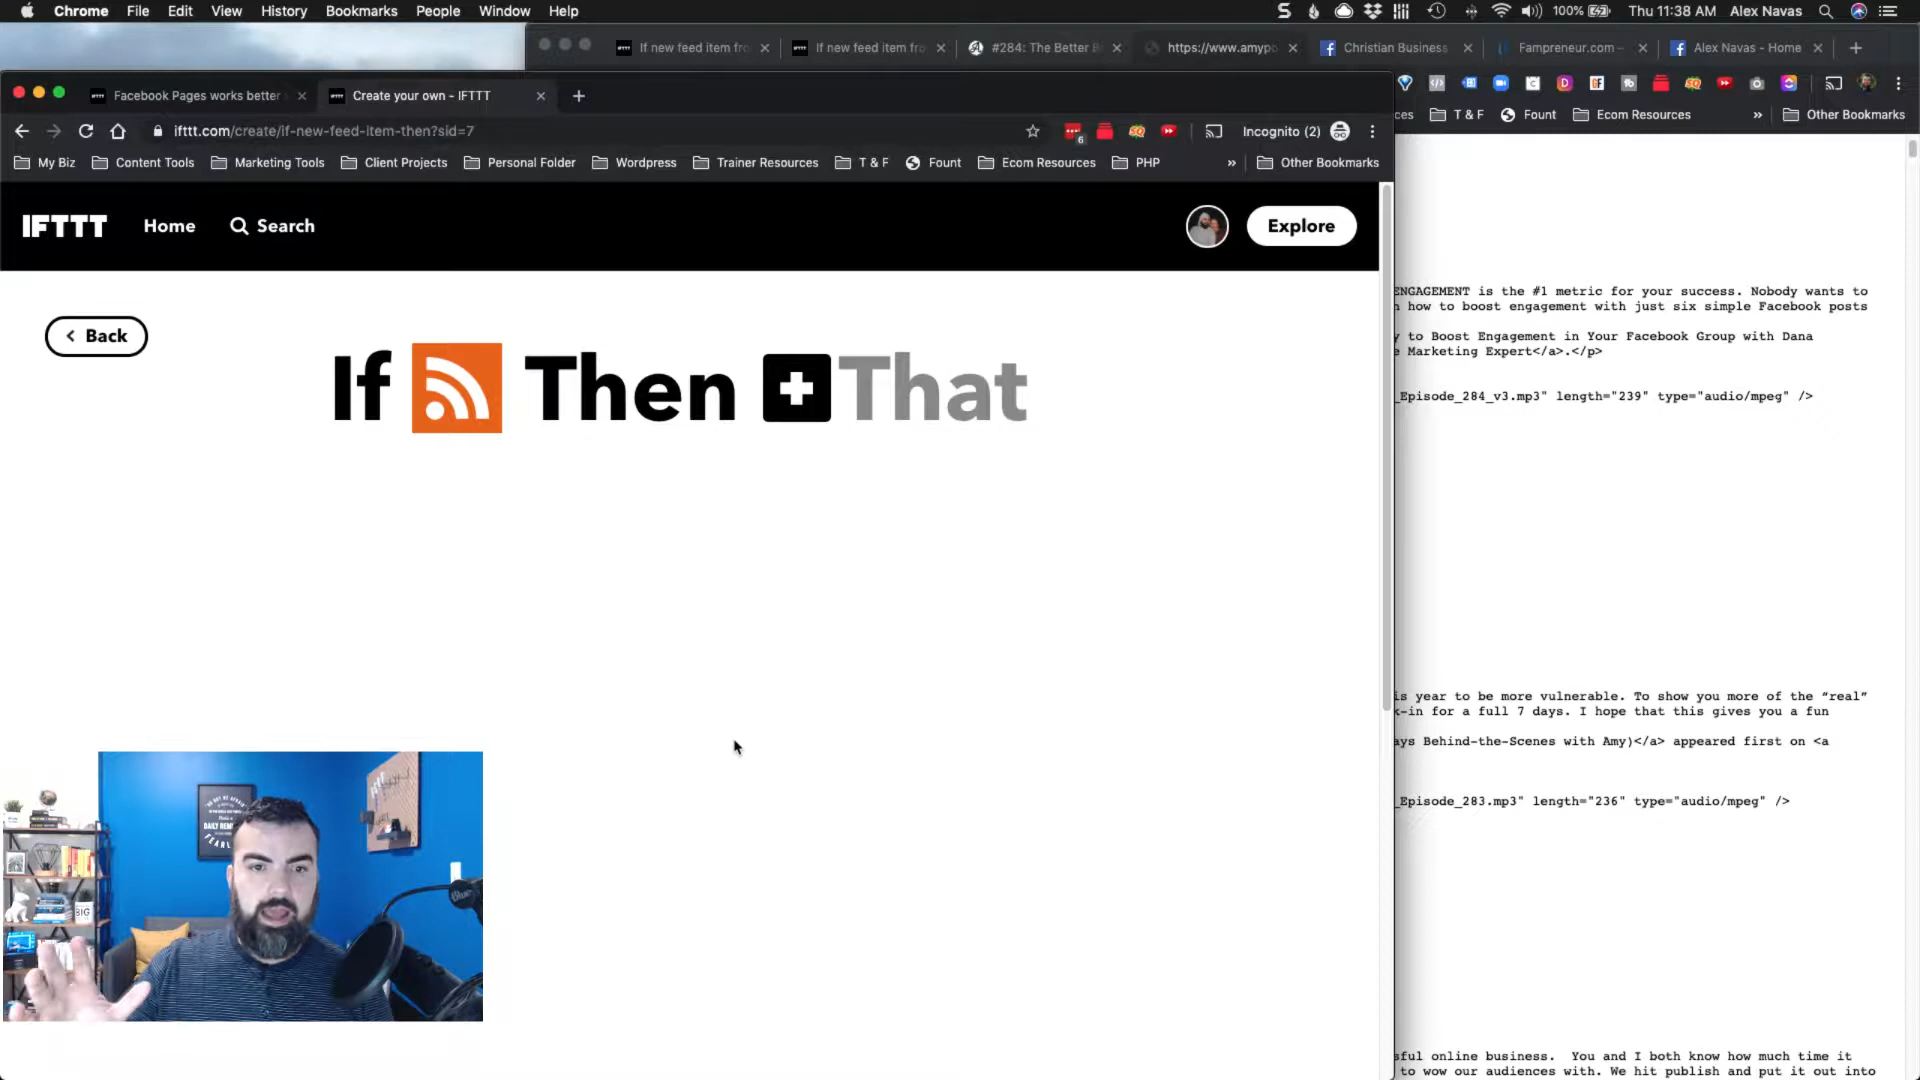 Chrome File Edit View History Bookmarks People Window Help
100% Thu 11:38 AM Alex Navas
If new feed item fro
If new feed item fro
#284: The Better B
https://www.amypo
Christian Business
Fampreneur.com –
Alex Navas - Home
Facebook Pages works better
Create your own - IFTTT
ces T & F Fount Ecom Resources » Other Bookmarks
ifttt.com/create/if-new-feed-item-then?sid=7
6
Incognito (2)
My Biz Content Tools Marketing Tools Client Projects Personal Folder Wordpress Trainer Resources T & F Fount Ecom Resources PHP » Other Bookmarks
IFTTT Home Search Explore
Back
If Then That
ENGAGEMENT is the #1 metric for your success. Nobody wants to
how to boost engagement with just six simple Facebook posts
y to Boost Engagement in Your Facebook Group with Dana
e Marketing Expert</a>.</p>
_Episode_284_v3.mp3" length="239" type="audio/mpeg" />
is year to be more vulnerable. To show you more of the “real”
k-in for a full 7 days. I hope that this gives you a fun
ays Behind-the-Scenes with Amy)</a> appeared first on <a
_Episode_283.mp3" length="236" type="audio/mpeg" />
sful online business. You and I both know how much time it
to wow our audiences with. We hit publish and put it out into
DAILY REM
FEARL
BIG
Blue